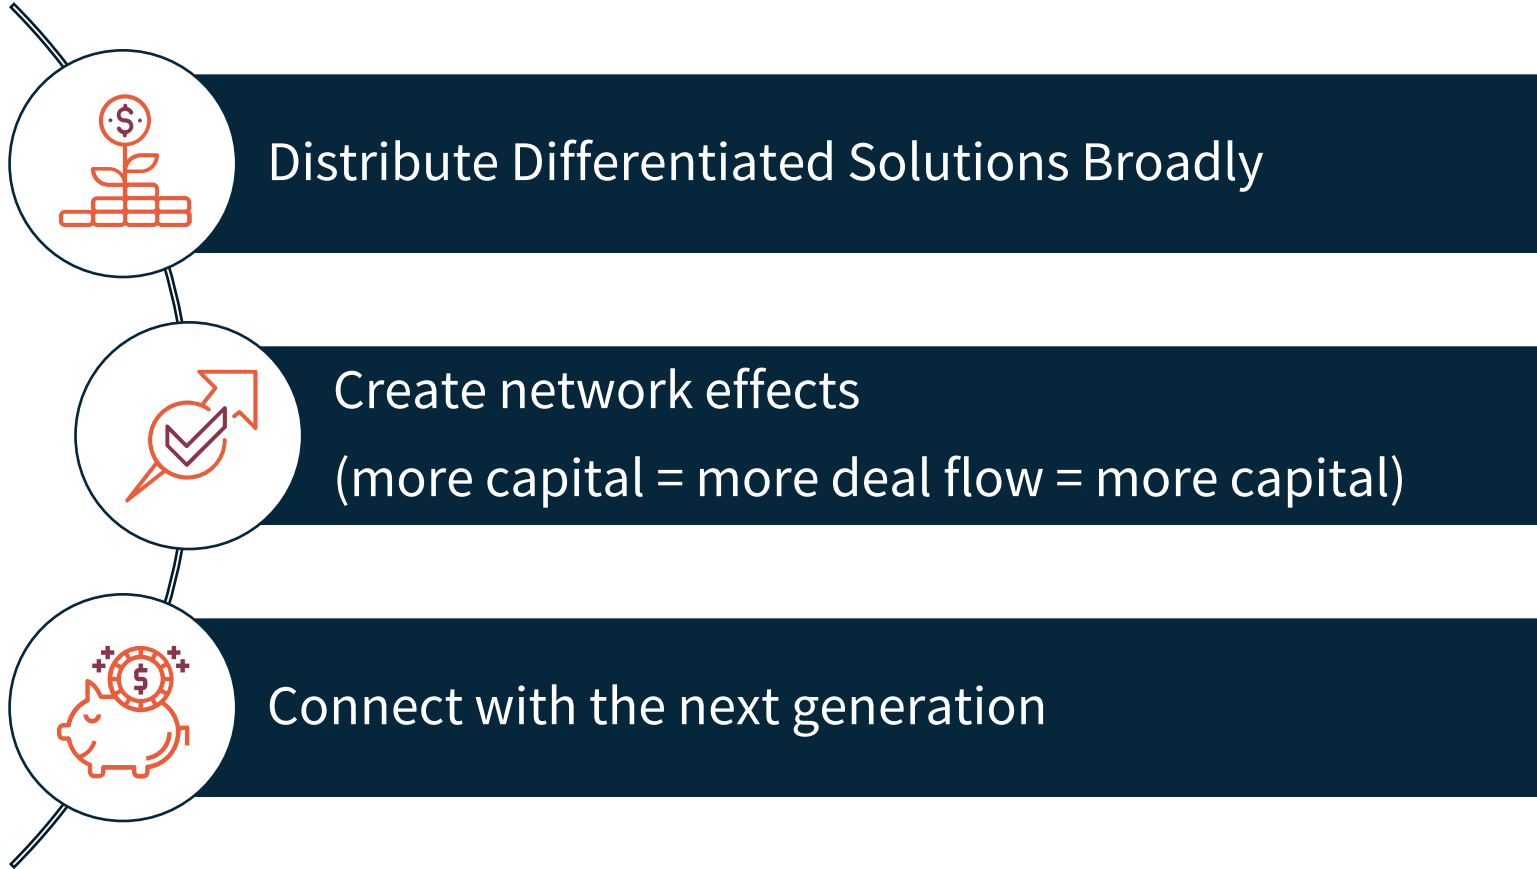 Distribute Differentiated Solutions Broadly
Create network effects
(more capital = more deal flow = more capital)
Connect with the next generation